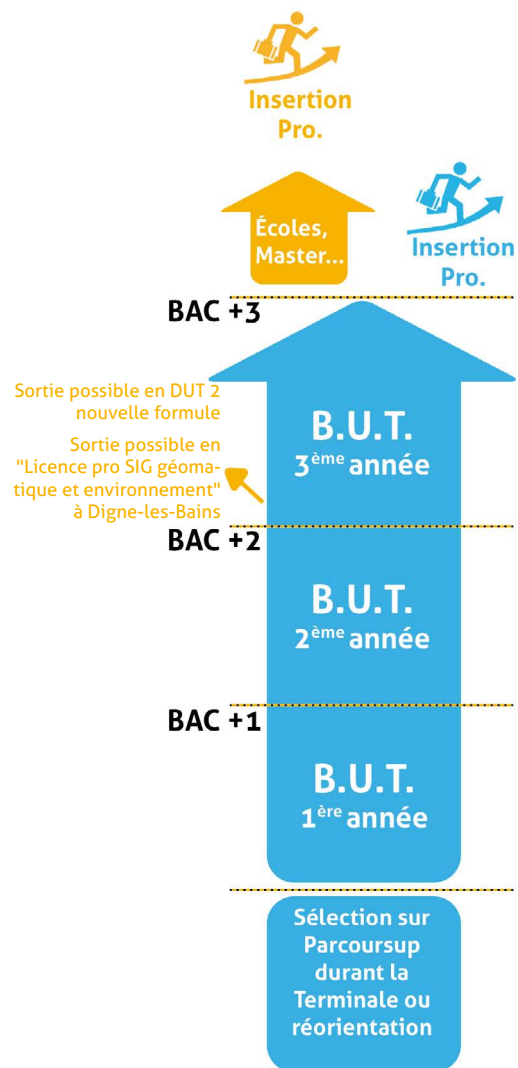 Insertion
Pro.
Écoles,
Master...
Insertion
Pro.
BAC +3
Sortie possible en DUT 2
nouvelle formule
Sortie possible en
"Licence pro SIG géoma-
tique et environnement"
à Digne-les-Bains
B.U.T.
3ème année
BAC +2
B.U.T.
2ème année
BAC +1
B.U.T.
1ère année
Sélection sur
Parcoursup
durant la
Terminale ou
réorientation